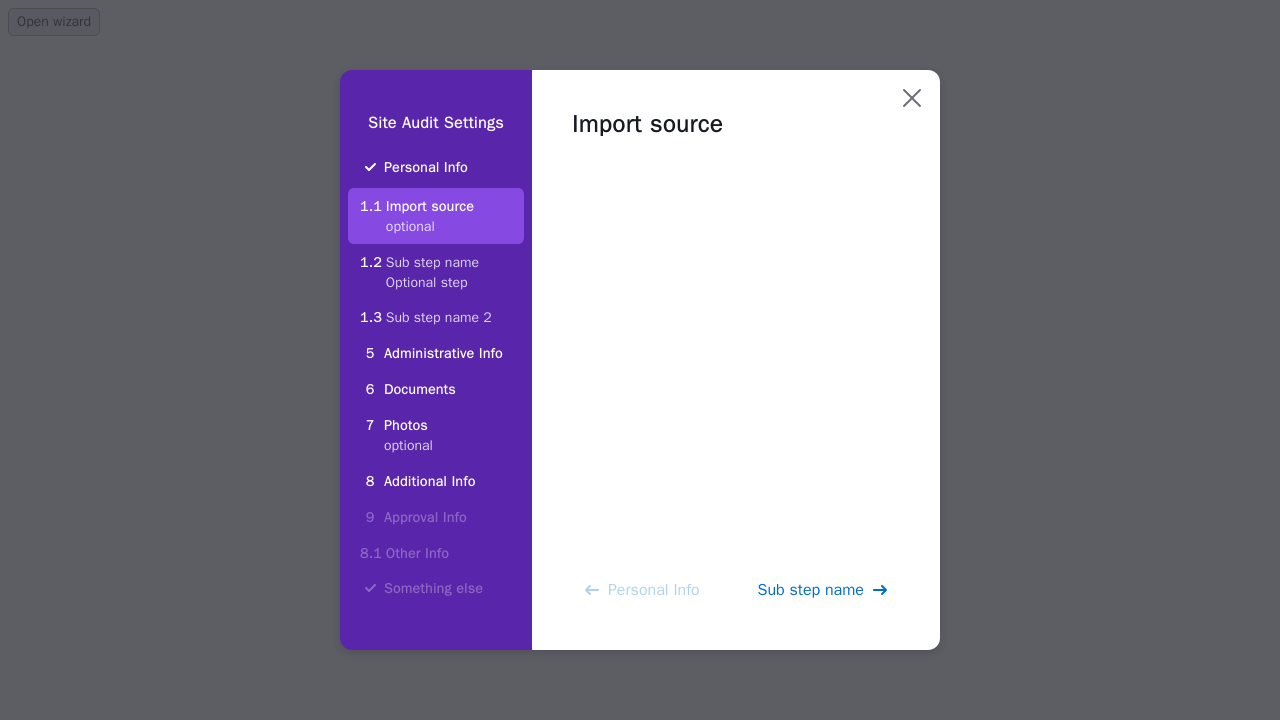 Open wizard
Site Audit Settings
Personal Info
1.1 Import source
optional
1.2 Sub step name
Optional step
1.3 Sub step name 2
5 Administrative Info
6 Documents
7 Photos
optional
8 Additional Info
9 Approval Info
8.1 Other Info
Something else
Import source
Personal Info
Sub step name